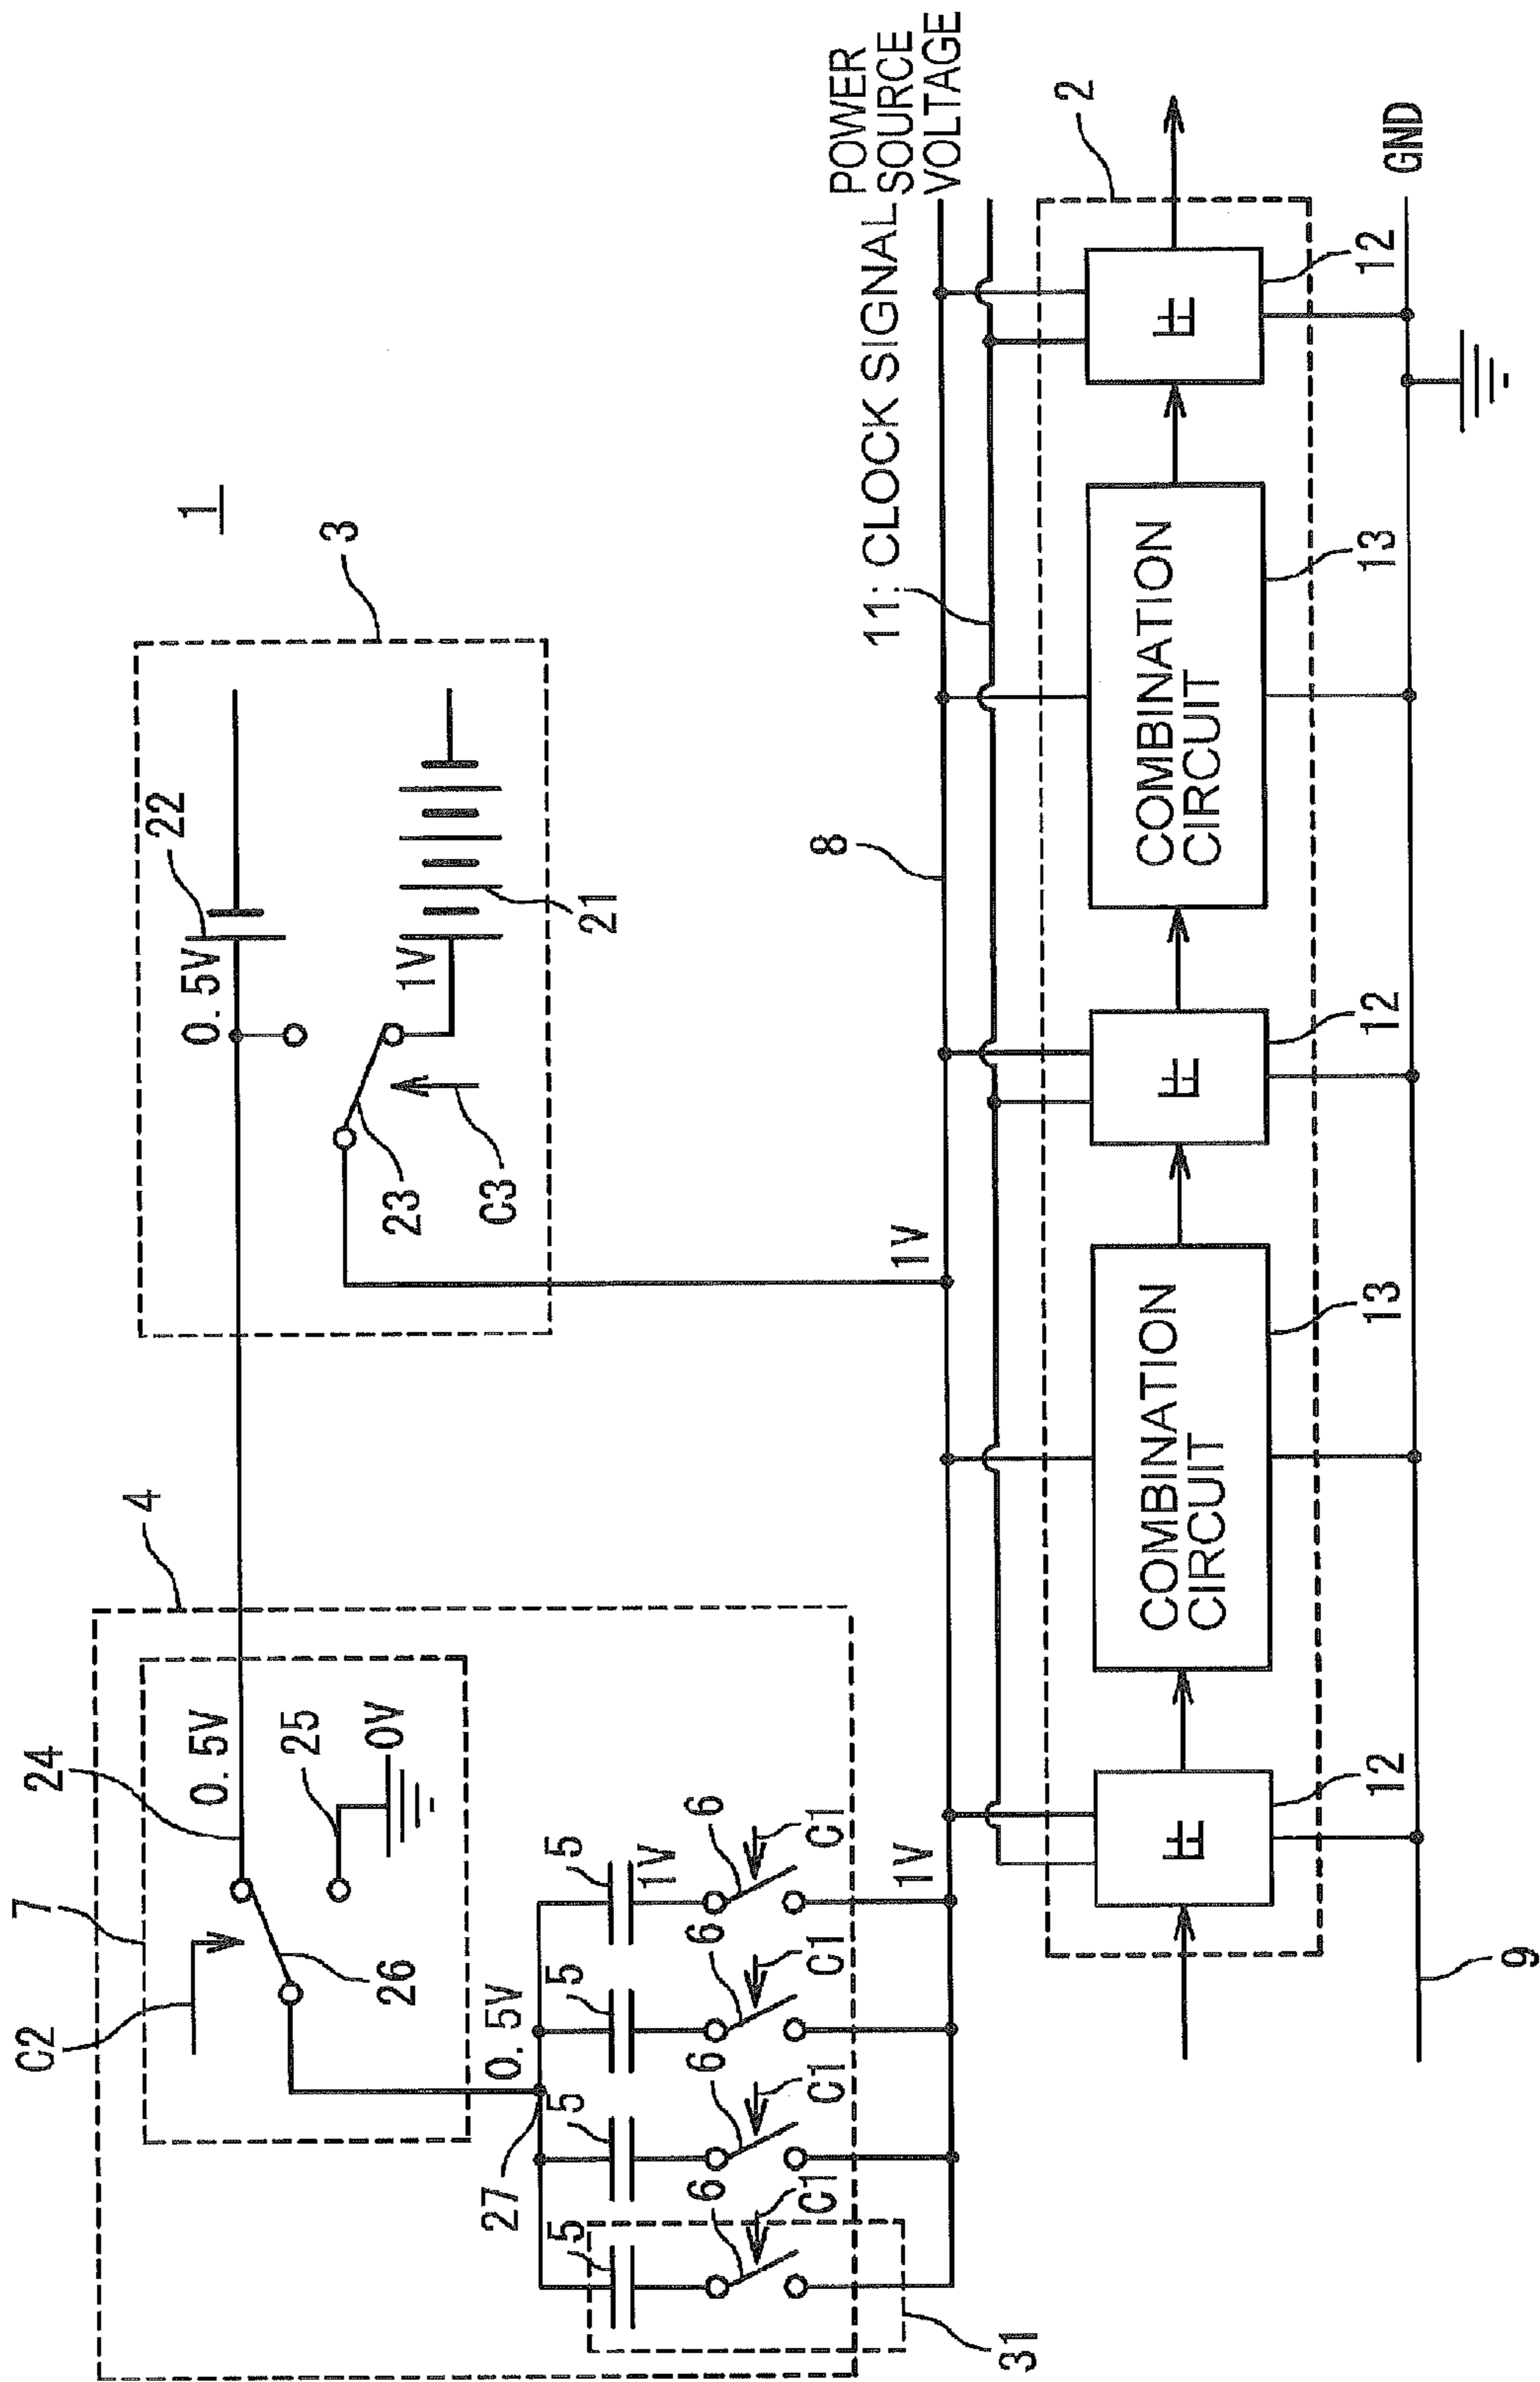 1
3
22
0.5V
21
1V
23
C3
4
7
C2
24
0.5V
25
0V
26
27
0.5V
5
5
5
5
1V
6
6
6
6
C1
C1
C1
C1
31
1V
1V
8
11: CLOCK SIGNAL
POWER
SOURCE
VOLTAGE
2
FF
12
COMBINATION
CIRCUIT
13
FF
12
COMBINATION
CIRCUIT
13
FF
12
9
GND